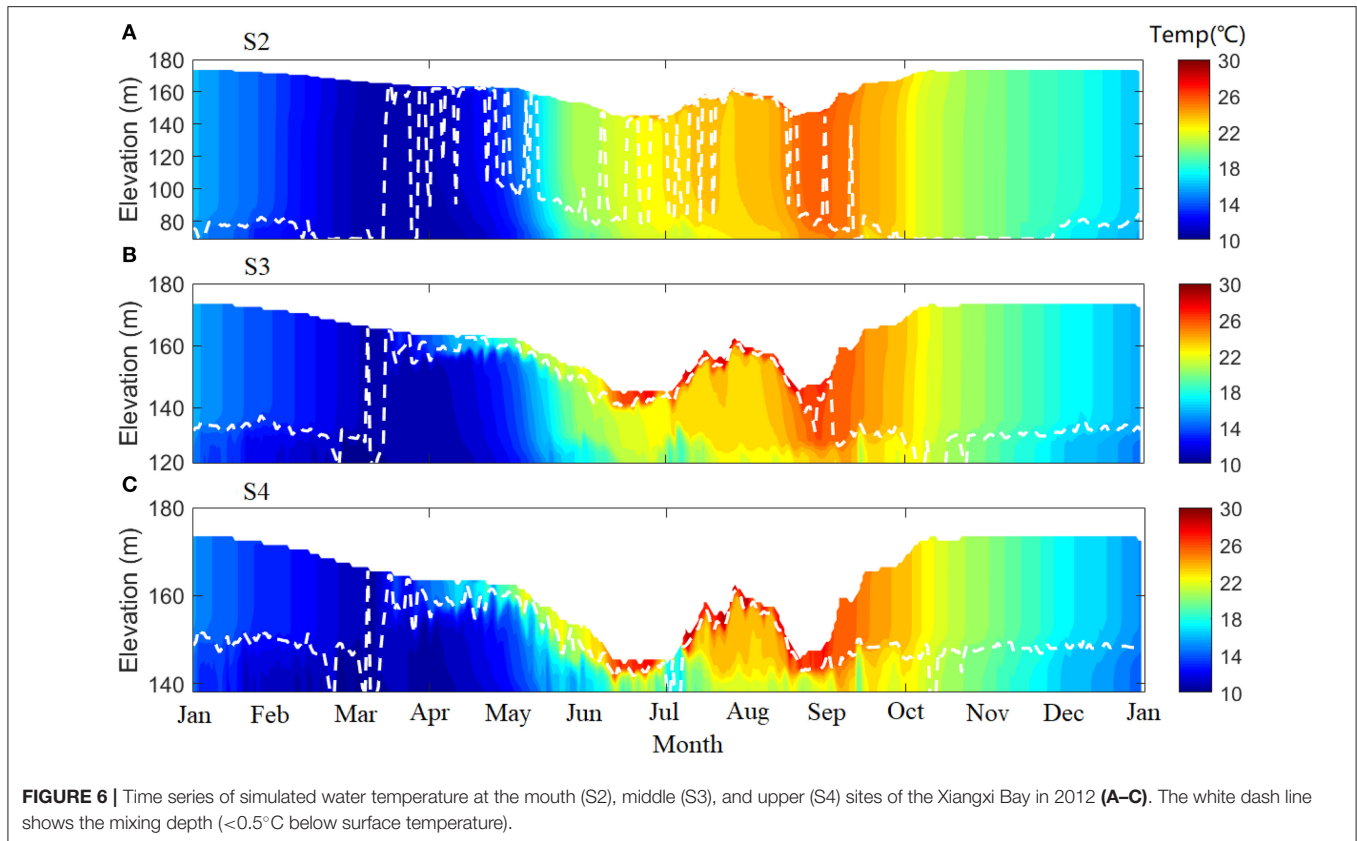 A
S2
Temp(℃)
Elevation (m)
180
160
140
120
100
80
30
26
22
18
14
10
B
S3
Elevation (m)
180
160
140
120
30
26
22
18
14
10
C
S4
Elevation (m)
180
160
140
30
26
22
18
14
10
Jan Feb Mar Apr May Jun Jul Aug Sep Oct Nov Dec Jan
Month
FIGURE 6 | Time series of simulated water temperature at the mouth (S2), middle (S3), and upper (S4) sites of the Xiangxi Bay in 2012 (A–C). The white dash line
shows the mixing depth (<0.5°C below surface temperature).